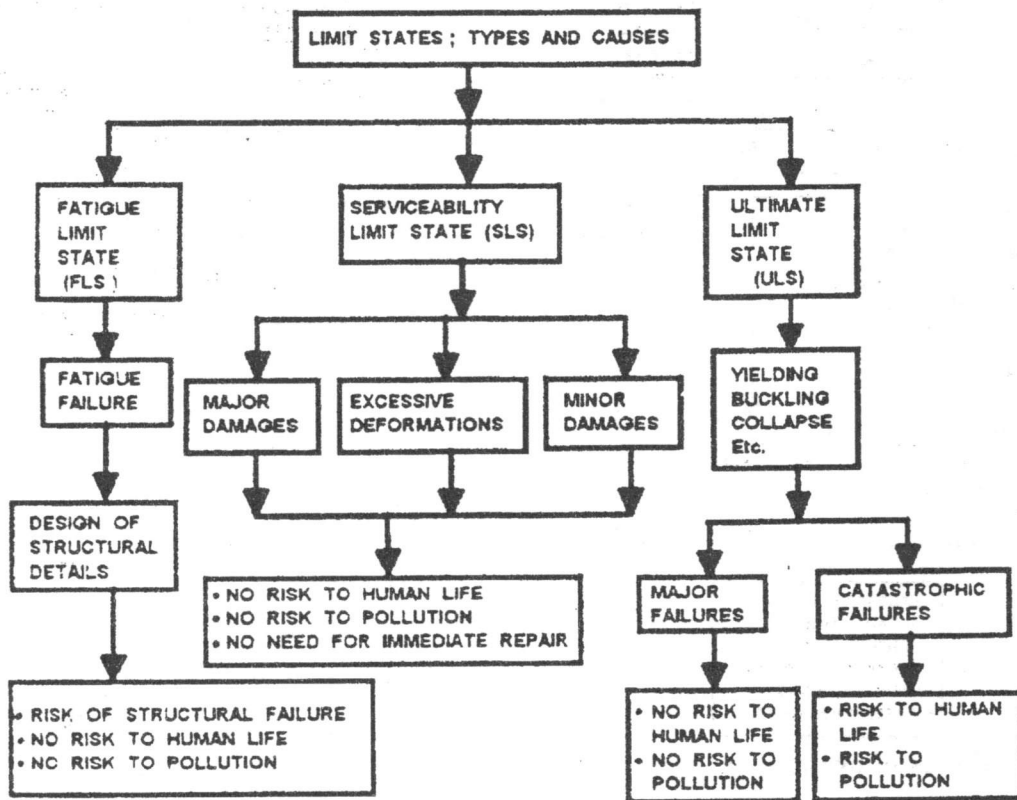 LIMIT STATES ; TYPES AND CAUSES
FATIGUE
LIMIT
STATE
(FLS )
SERVICEABILITY
LIMIT STATE (SLS)
ULTIMATE
LIMIT
STATE
(ULS)
FATIGUE
FAILURE
MAJOR
DAMAGES
EXCESSIVE
DEFORMATIONS
MINOR
DAMAGES
YIELDING
BUCKLING
COLLAPSE
Etc.
DESIGN OF
STRUCTURAL
DETAILS
• NO RISK TO HUMAN LIFE
• NO RISK TO POLLUTION
• NO NEED FOR IMMEDIATE REPAIR
MAJOR
FAILURES
CATASTROPHIC
FAILURES
• RISK OF STRUCTURAL FAILURE
• NO RISK TO HUMAN LIFE
• NO RISK TO POLLUTION
• NO RISK TO
HUMAN LIFE
• NO RISK TO
POLLUTION
• RISK TO HUMAN
LIFE
• RISK TO
POLLUTION